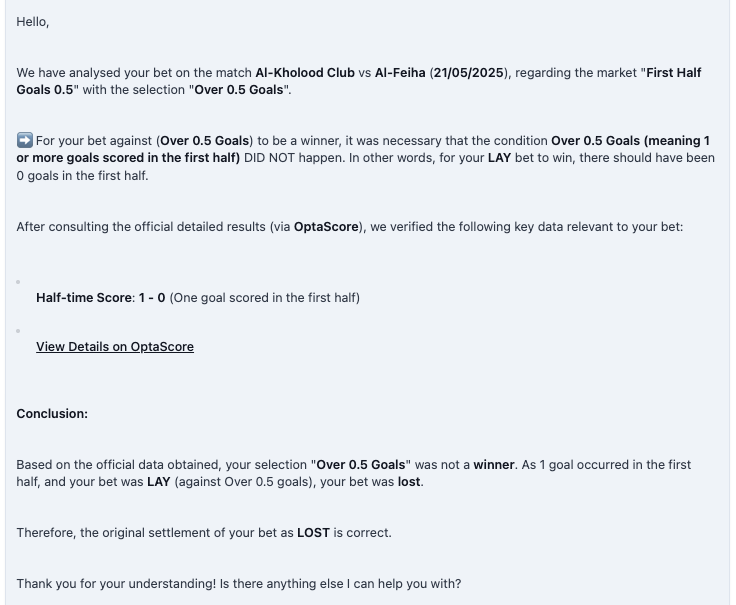 Hello,
We have analysed your bet on the match Al-Kholood Club vs Al-Feiha (21/05/2025), regarding the market "First Half
Goals 0.5" with the selection "Over 0.5 Goals".
➡️ For your bet against (Over 0.5 Goals) to be a winner, it was necessary that the condition Over 0.5 Goals (meaning 1
or more goals scored in the first half) DID NOT happen. In other words, for your LAY bet to win, there should have been
0 goals in the first half.
After consulting the official detailed results (via OptaScore), we verified the following key data relevant to your bet:
Half-time Score: 1 - 0 (One goal scored in the first half)
View Details on OptaScore
Conclusion:
Based on the official data obtained, your selection "Over 0.5 Goals" was not a winner. As 1 goal occurred in the first
half, and your bet was LAY (against Over 0.5 goals), your bet was lost.
Therefore, the original settlement of your bet as LOST is correct.
Thank you for your understanding! Is there anything else I can help you with?